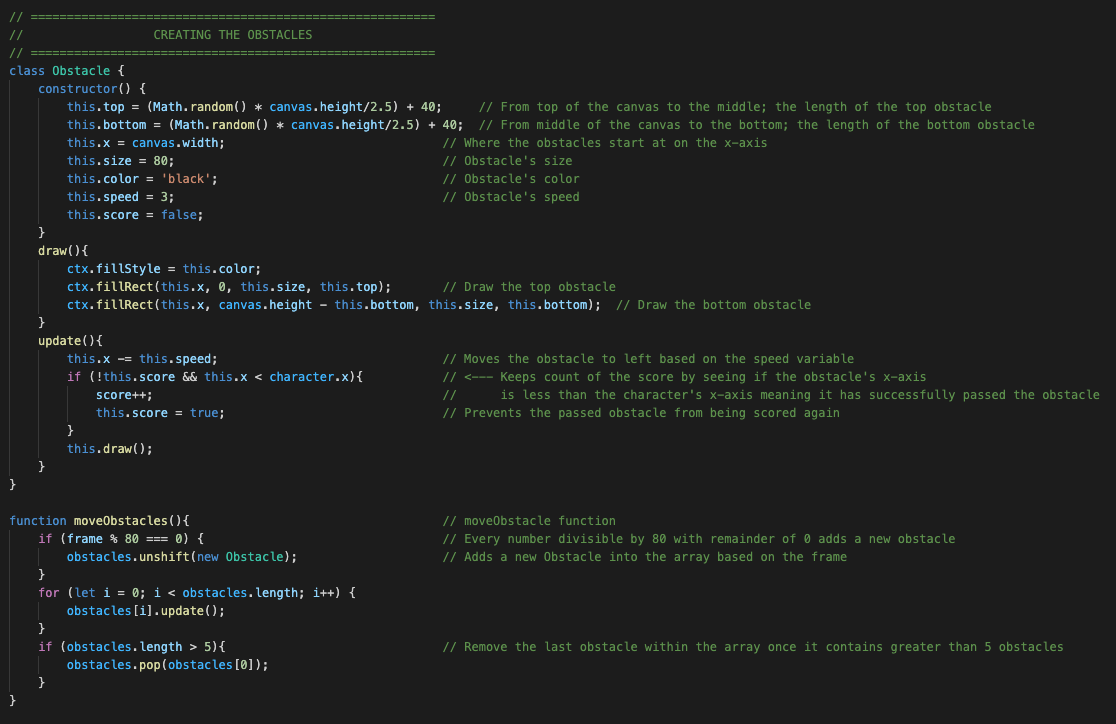 // ========================================================
//                  CREATING THE OBSTACLES
// ========================================================
class Obstacle {
    constructor() {
        this.top = (Math.random() * canvas.height/2.5) + 40;     // From top of the canvas to the middle; the length of the top obstacle
        this.bottom = (Math.random() * canvas.height/2.5) + 40;  // From middle of the canvas to the bottom; the length of the bottom obstacle
        this.x = canvas.width;                              // Where the obstacles start at on the x-axis
        this.size = 80;                                     // Obstacle's size
        this.color = 'black';                               // Obstacle's color
        this.speed = 3;                                     // Obstacle's speed
        this.score = false;
    }
    draw(){
        ctx.fillStyle = this.color;
        ctx.fillRect(this.x, 0, this.size, this.top);       // Draw the top obstacle
        ctx.fillRect(this.x, canvas.height - this.bottom, this.size, this.bottom);  // Draw the bottom obstacle
    }
    update(){
        this.x -= this.speed;                               // Moves the obstacle to left based on the speed variable
        if (!this.score && this.x < character.x){           // <--- Keeps count of the score by seeing if the obstacle's x-axis
            score++;                                        //      is less than the character's x-axis meaning it has successfully passed the obstacle
            this.score = true;                              // Prevents the passed obstacle from being scored again
        }
        this.draw();
    }
}

function moveObstacles(){                                   // moveObstacle function
    if (frame % 80 === 0) {                                 // Every number divisible by 80 with remainder of 0 adds a new obstacle
        obstacles.unshift(new Obstacle);                    // Adds a new Obstacle into the array based on the frame
    }
    for (let i = 0; i < obstacles.length; i++) {
        obstacles[i].update();
    }
    if (obstacles.length > 5){                              // Remove the last obstacle within the array once it contains greater than 5 obstacles
        obstacles.pop(obstacles[0]);
    }
}